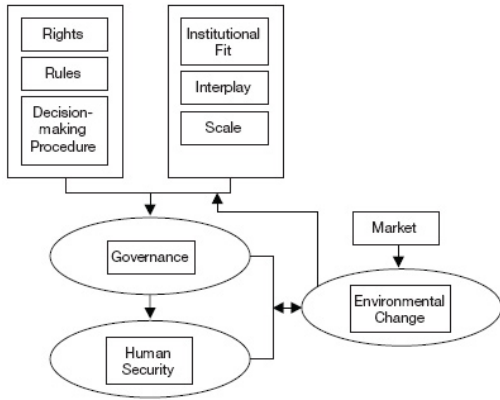 Rights
Rules
Decision-
making
Procedure
Institutional
Fit
Interplay
Scale
Market
Governance
Environmental
Change
Human
Security